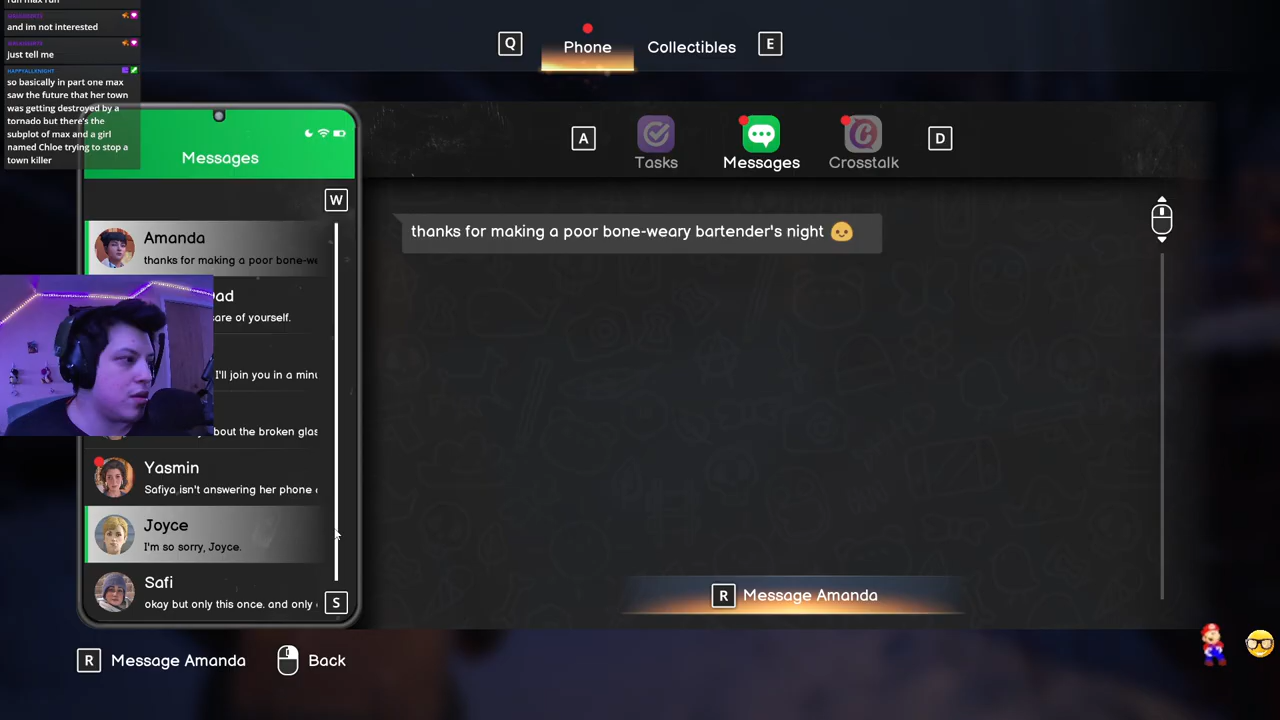 and im not interested
just tell me
HAPPYALLKNIGHT
so basically in part one max
saw the future that her town
was getting destroyed by a
tornado but there's the
subplot of max and a girl
named Chloe trying to stop a
town killer
Q
Phone
Collectibles
E
Messages
A
Tasks
Messages
Crosstalk
D
W
Amanda
thanks for making a poor bone-we
ad
are of yourself.
I'll join you in a minu
bout the broken glas
Yasmin
Safiya isn't answering her phone
Joyce
I'm so sorry, Joyce.
Safi
okay but only this once. and only
S
thanks for making a poor bone-weary bartender's night
R Message Amanda
R Message Amanda
Back